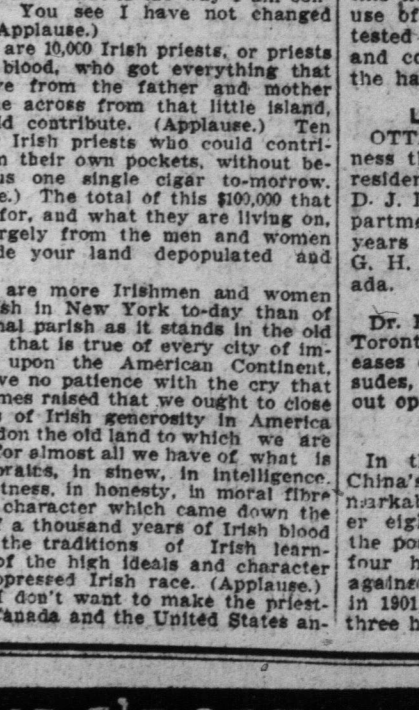 You see I have not changed
Applause.)
are 10,000 Irish priests, or priests
blood, who got everything that
from the father and mother
across from that little island,
contribute. (Applause.) Ten
Irish priests who could contri-
their own pockets, without be-
one single cigar to-morrow.
The total of this $100,000 that
for, and what they are living on,
from the men and women
your land depopulated and
are more Irishmen and women
in New York to-day than of
parish as it stands in the old
that is true of every city of im-
upon the American Continent.
no patience with the cry that
raised that we ought to close
of Irish generosity in America
the old land to which we are
for almost all we have of what is
in sinew, in intelligence.
in honesty, in moral fibre
character which came down the
a thousand years of Irish blood
the traditions of Irish learn-
of the high ideals and character
Irish race. (Applause.)
I don't want to make the priest-
Canada and the United States an-
use of
tested
and
the
OTT
ness
D. J.
years
G. H.
ada.
Dr.
Toront
eases
sudes,
out op
In
China's
er
the
four
agains
in 1901
three